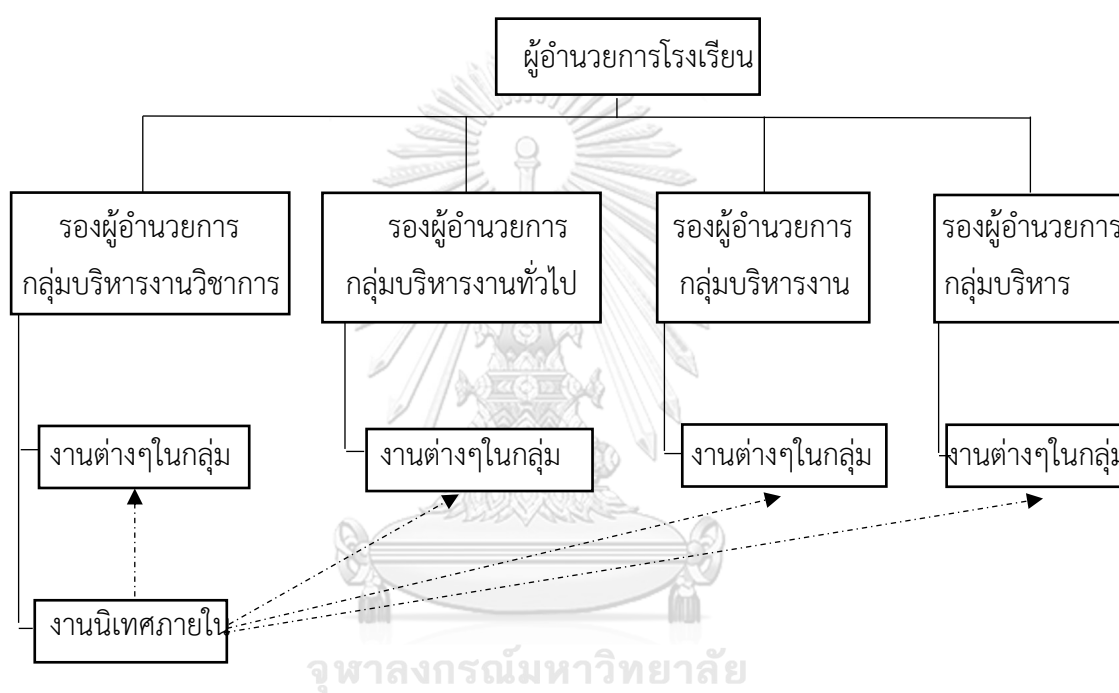 ผู้อำนวยการโรงเรียน
รองผู้อำนวยการ
กลุ่มบริหารงานวิชาการ
รองผู้อำนวยการ
กลุ่มบริหารงานทั่วไป
รองผู้อำนวยการ
กลุ่มบริหารงาน
รองผู้อำนวยการ
กลุ่มบริหาร
งานต่างๆในกลุ่ม
งานต่างๆในกลุ่ม
งานต่างๆในกลุ่ม
งานต่างๆในกลุ่ม
งานนิเทศภายใน
จุฬาลงกรณ์มหาวิทยาลัย